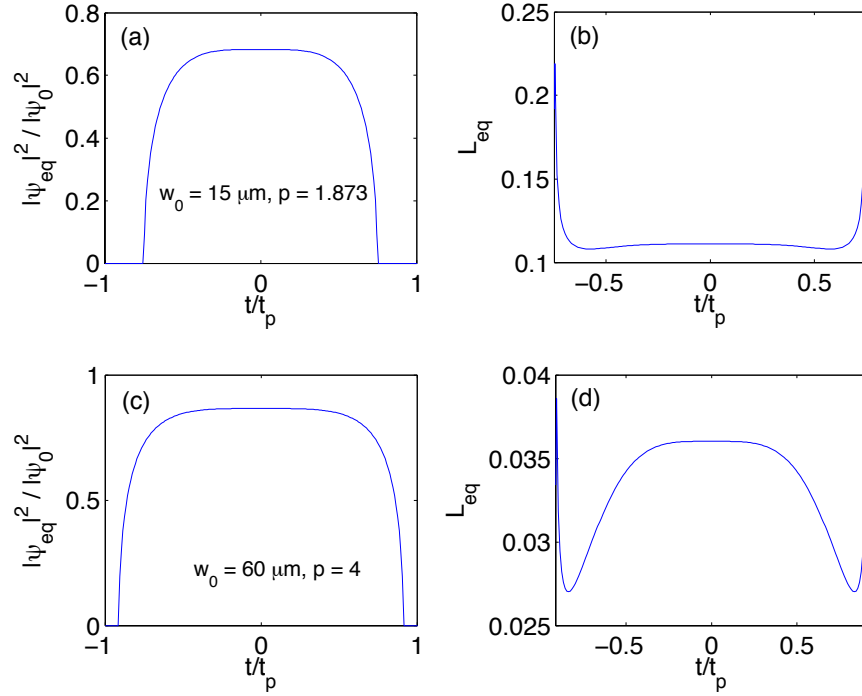 (a)
0.8
0.6
0.4
0.2
0
|ψeq|² / |ψ0|²
w0 = 15 μm, p = 1.873
−1
0
1
t/tp
(b)
0.25
0.2
0.15
0.1
Leq
−0.5
0
0.5
t/tp
(c)
1
0.5
0
|ψeq|² / |ψ0|²
w0 = 60 μm, p = 4
−1
0
1
t/tp
(d)
0.04
0.035
0.03
0.025
Leq
−0.5
0
0.5
t/tp